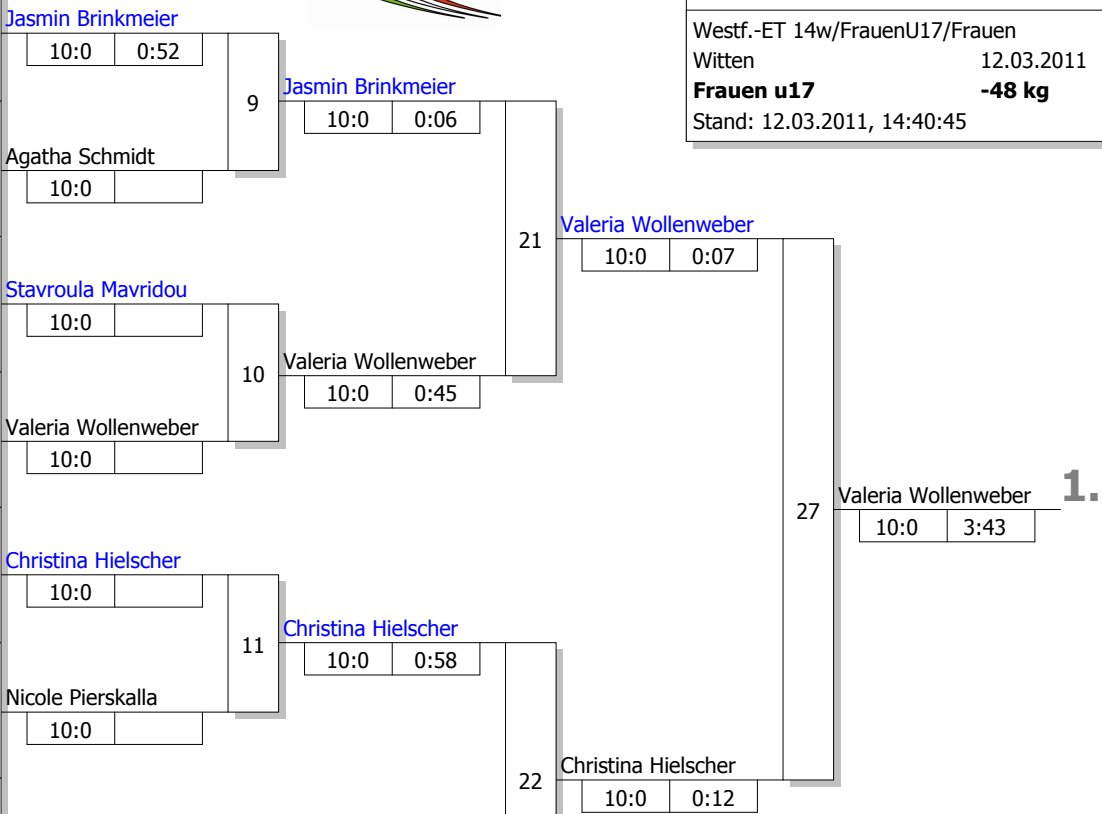 Jasmin Brinkmeier
10:0 0:52
9
Agatha Schmidt
10:0
Jasmin Brinkmeier
10:0 0:06
Westf.-ET 14w/FrauenU17/Frauen
Witten 12.03.2011
Frauen u17 -48 kg
Stand: 12.03.2011, 14:40:45
21
Stavroula Mavridou
10:0
10
Valeria Wollenweber
10:0
Valeria Wollenweber
10:0 0:45
Valeria Wollenweber
10:0 0:07
27
Valeria Wollenweber 1.
10:0 3:43
Christina Hielscher
10:0
11
Nicole Pierskalla
10:0
Christina Hielscher
10:0 0:58
22
Christina Hielscher
10:0 0:12